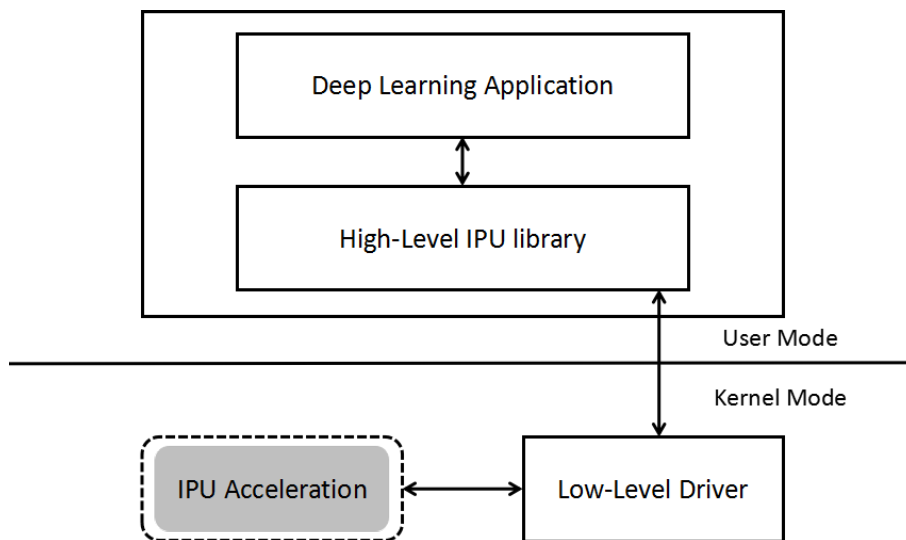 Deep Learning Application
High-Level IPU library
User Mode
Kernel Mode
IPU Acceleration
Low-Level Driver